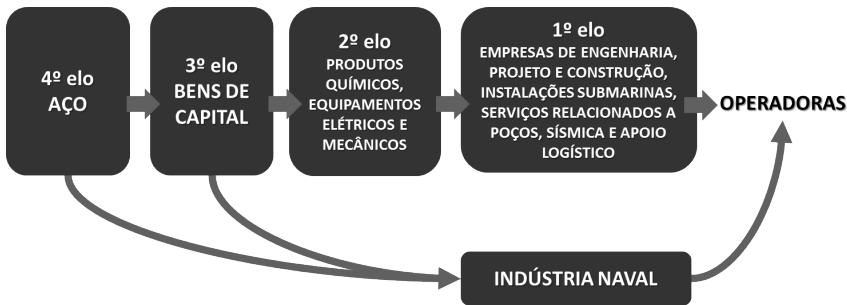 4º elo
AÇO
3º elo
BENS DE
CAPITAL
2º elo
PRODUTOS
QUÍMICOS,
EQUIPAMENTOS
ELÉTRICOS E
MECÂNICOS
1º elo
EMPRESAS DE ENGENHARIA,
PROJETO E CONSTRUÇÃO,
INSTALAÇÕES SUBMARINAS,
SERVIÇOS RELACIONADOS A
POÇOS, SÍSMICA E APOIO
LOGÍSTICO
OPERADORAS
INDÚSTRIA NAVAL